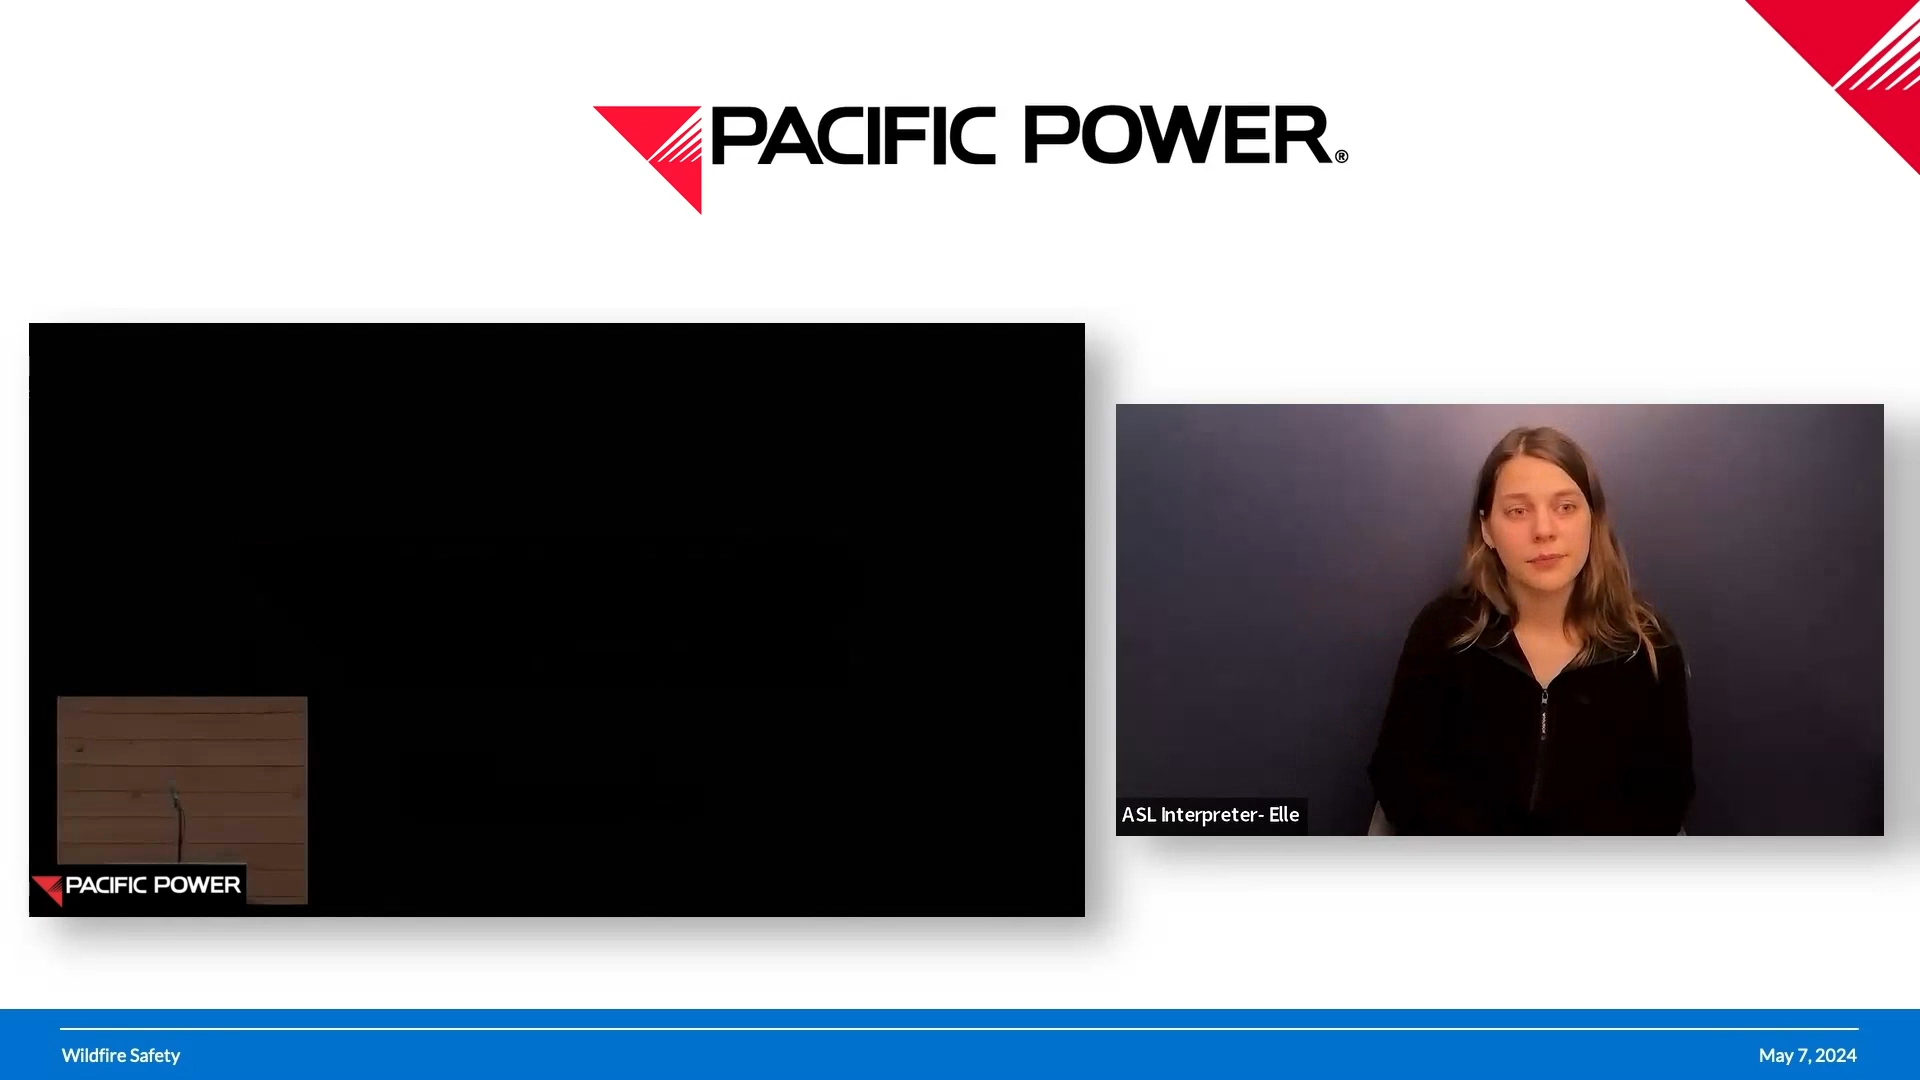 PACIFIC POWER®
PACIFIC POWER
ASL Interpreter- Elle
Wildfire Safety
May 7, 2024